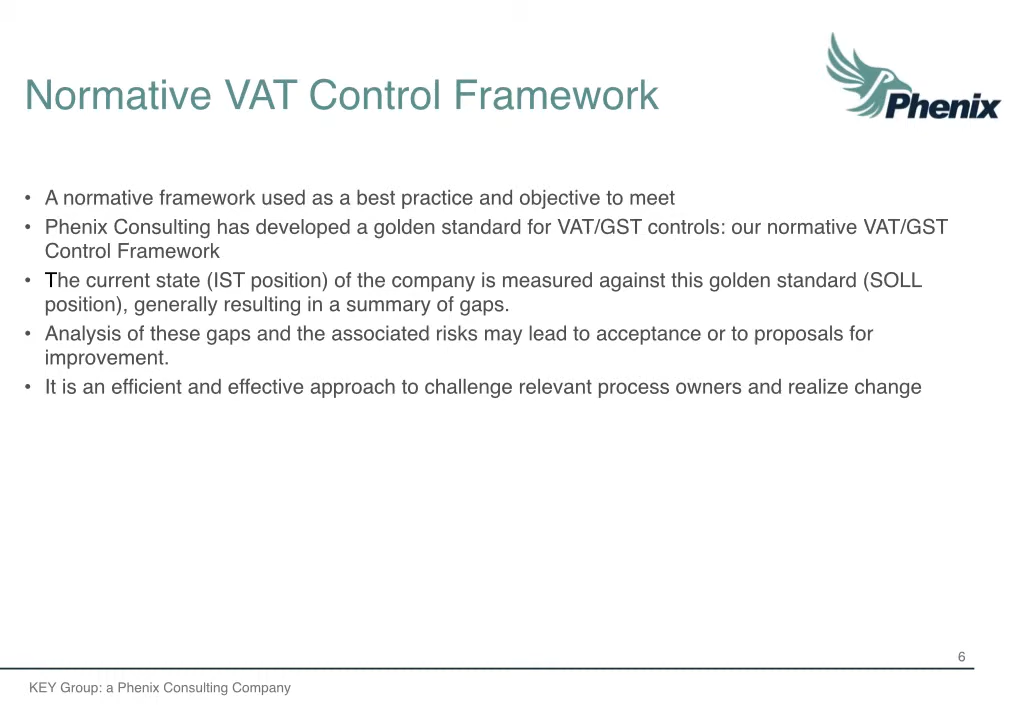 Normative VAT Control Framework
Phenix
• A normative framework used as a best practice and objective to meet
• Phenix Consulting has developed a golden standard for VAT/GST controls: our normative VAT/GST
Control Framework
• The current state (IST position) of the company is measured against this golden standard (SOLL
position), generally resulting in a summary of gaps.
• Analysis of these gaps and the associated risks may lead to acceptance or to proposals for
improvement.
• It is an efficient and effective approach to challenge relevant process owners and realize change
6
KEY Group: a Phenix Consulting Company